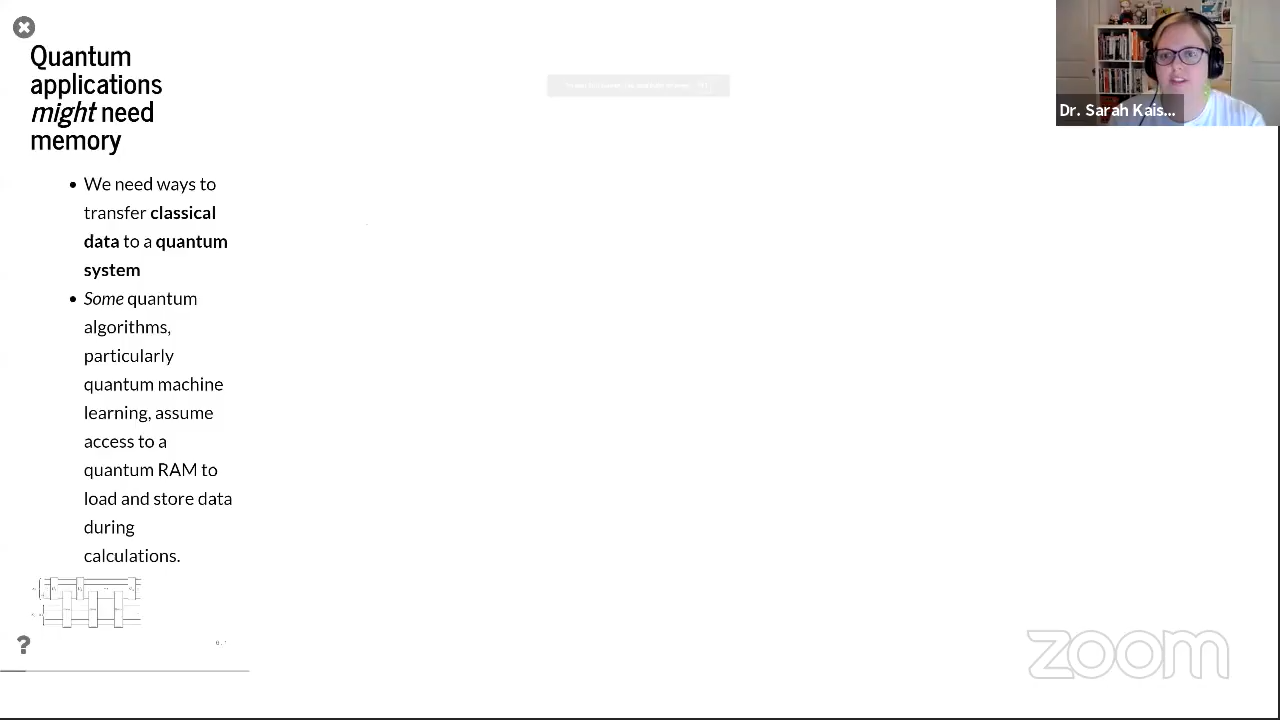 Quantum
applications
might need
memory
We need ways to
transfer classical
data to a quantum
system
Some quantum
algorithms,
particularly
quantum machine
learning, assume
access to a
quantum RAM to
load and store data
during
calculations.
?
Dr. Sarah Kais...
zoom